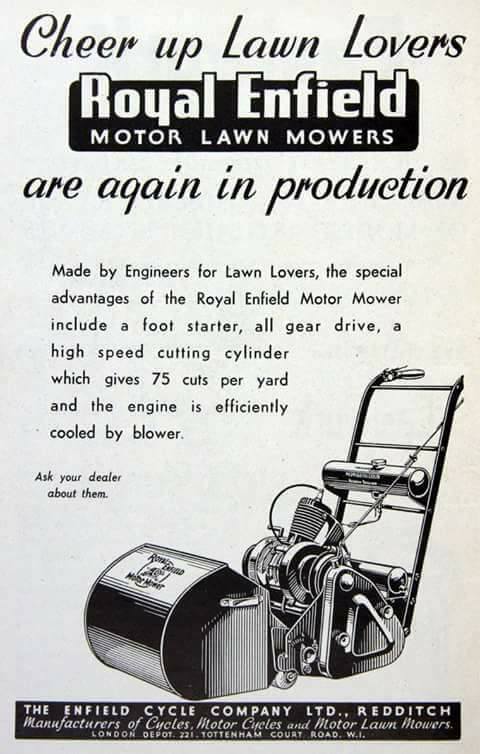 Cheer up Lawn Lovers
Royal Enfield
MOTOR LAWN MOWERS
are again in production
Made by Engineers for Lawn Lovers, the special
advantages of the Royal Enfield Motor Mower
include a foot starter, all gear drive, a
high speed cutting cylinder
which gives 75 cuts per yard
and the engine is efficiently
cooled by blower.
Ask your dealer
about them.
ROYAL ENFIELD
MOTOR MOWER
THE ENFIELD CYCLE COMPANY LTD., REDDITCH
Manufacturers of Cycles, Motor Cycles and Motor Lawn Mowers.
LONDON DEPOT. 221. TOTTENHAM COURT ROAD. W.1.